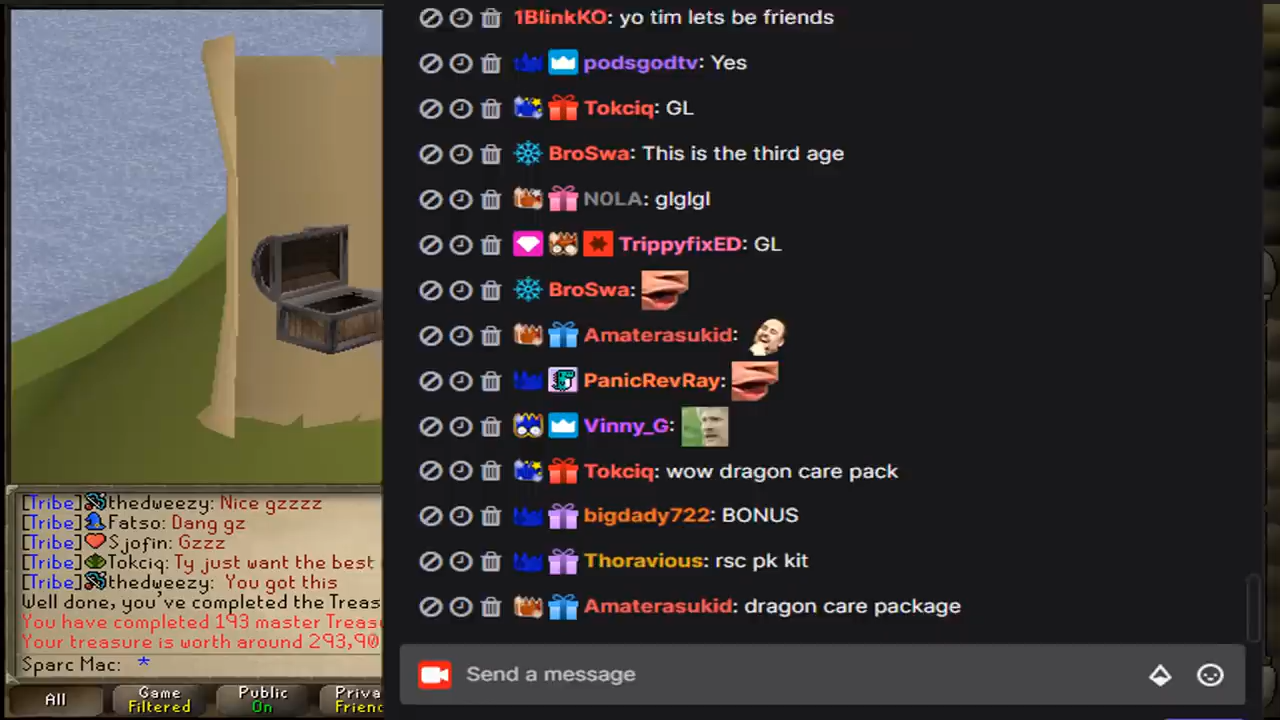 1BlinkKO: yo tim lets be friends
podsgodtv: Yes
Tokciq: GL
BroSwa: This is the third age
N0LA: glglgl
TrippyfixED: GL
BroSwa:
Amaterasukid:
PanicRevRay:
Vinny_G:
Tokciq: wow dragon care pack
bigdady722: BONUS
Thoravious: rsc pk kit
Amaterasukid: dragon care package
Send a message
[Tribe] thedweezy: Nice gzzzz
[Tribe] Fatso: Dang gz
[Tribe] Sjofin: Gzzz
[Tribe] Tokciq: Ty just want the best
[Tribe] thedweezy: You got this
Well done, you've completed the Treas
You have completed 193 master Treas
Your treasure is worth around 293,90
Sparc Mac: *
All
Game
Filtered
Public
On
Priva
Frien